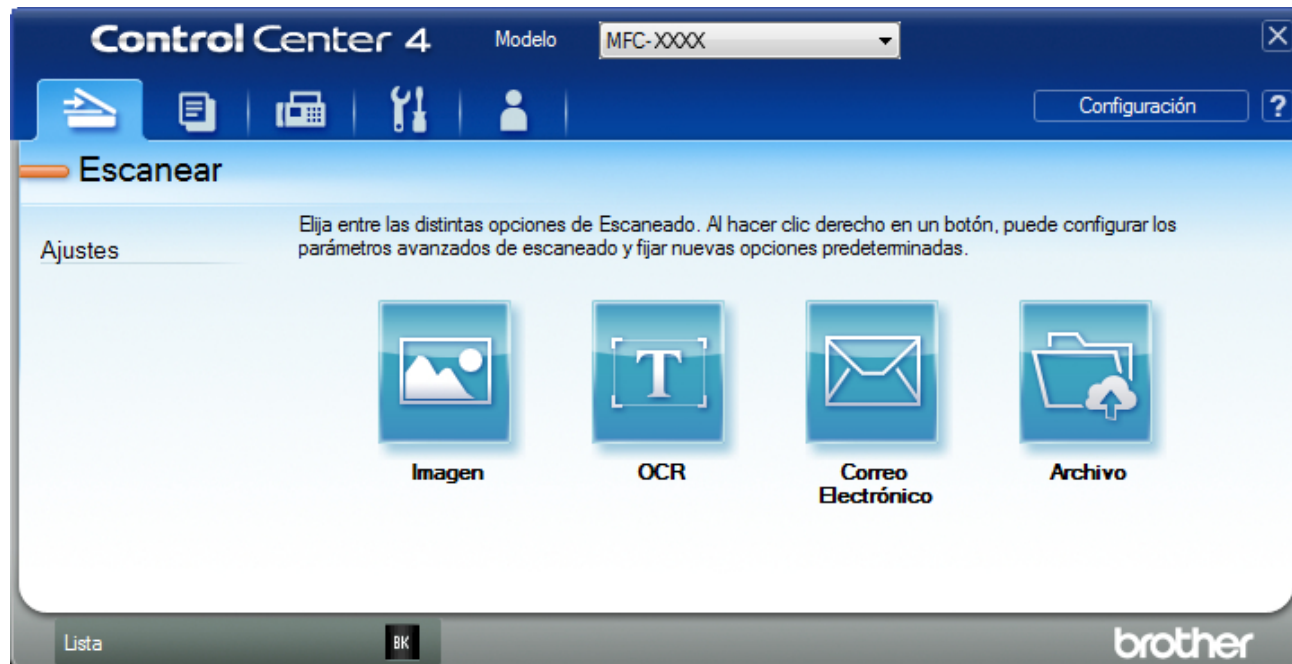 Control Center 4 Modelo MFC-XXXX
Configuración ?
Escanear
Ajustes
Elija entre las distintas opciones de Escaneado. Al hacer clic derecho en un botón, puede configurar los
parámetros avanzados de escaneado y fijar nuevas opciones predeterminadas.
T
Imagen OCR Correo Electrónico Archivo
Lista BK brother